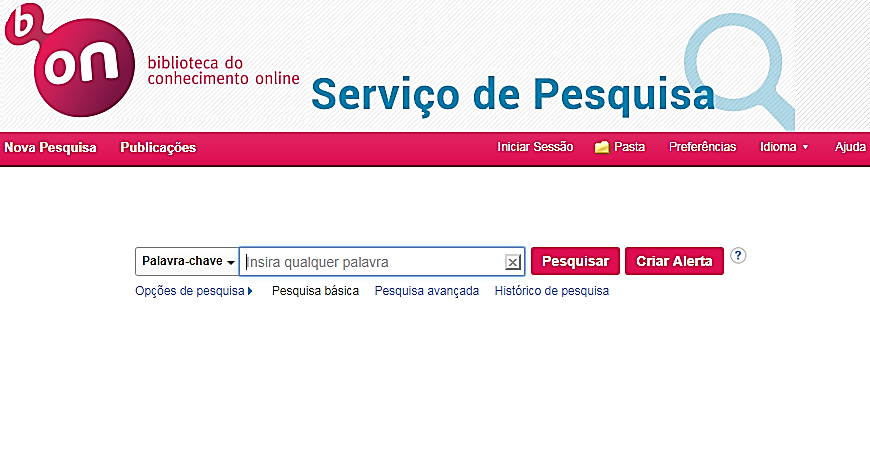 b
on
biblioteca do
conhecimento online
Serviço de Pesquisa
Nova Pesquisa Publicações Iniciar Sessão Pasta Preferências Idioma Ajuda
Palavra-chave Insira qualquer palavra Pesquisar Criar Alerta ?
Opções de pesquisa Pesquisa básica Pesquisa avançada Histórico de pesquisa